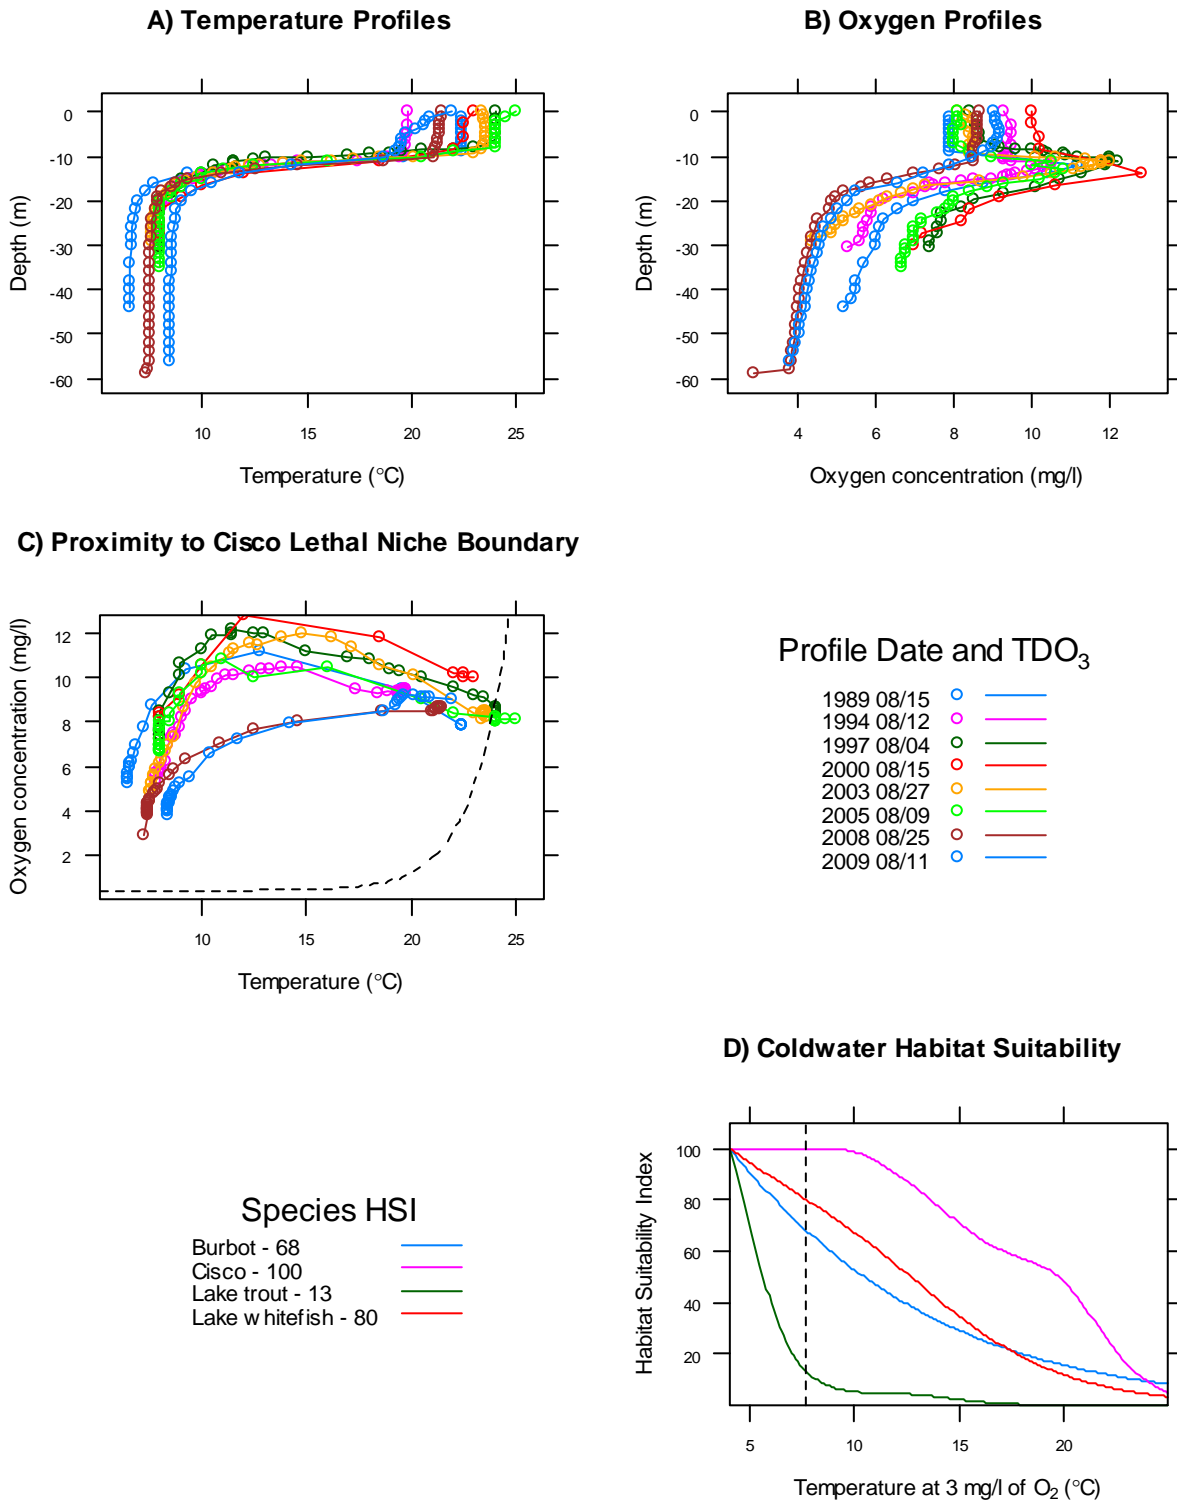 A) Temperature Profiles
0
-10
-20
-30
-40
-50
-60
Depth (m)
10 15 20 25
Temperature (°C)
B) Oxygen Profiles
0
-10
-20
-30
-40
-50
-60
Depth (m)
4 6 8 10 12
Oxygen concentration (mg/l)
C) Proximity to Cisco Lethal Niche Boundary
12
10
8
6
4
2
Oxygen concentration (mg/l)
10 15 20 25
Temperature (°C)
Profile Date and TDO₃
1989 08/15
1994 08/12
1997 08/04
2000 08/15
2003 08/27
2005 08/09
2008 08/25
2009 08/11
Species HSI
Burbot - 68
Cisco - 100
Lake trout - 13
Lake whitefish - 80
D) Coldwater Habitat Suitability
100
80
60
40
20
Habitat Suitability Index
5 10 15 20
Temperature at 3 mg/l of O₂ (°C)